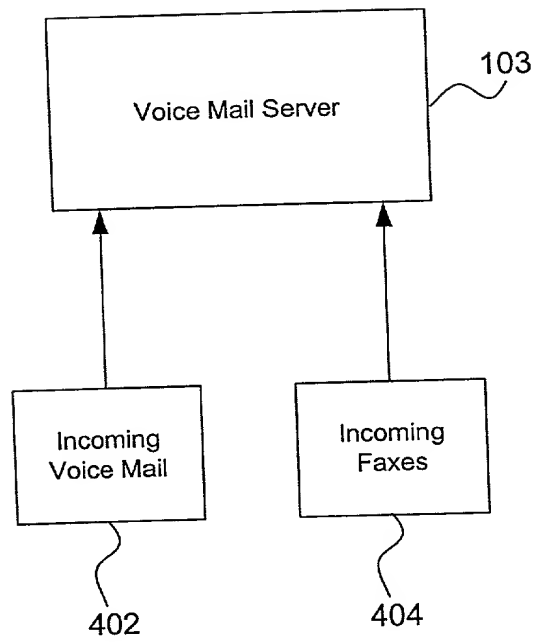 Voice Mail Server
103
Incoming
Voice Mail
Incoming
Faxes
402
404